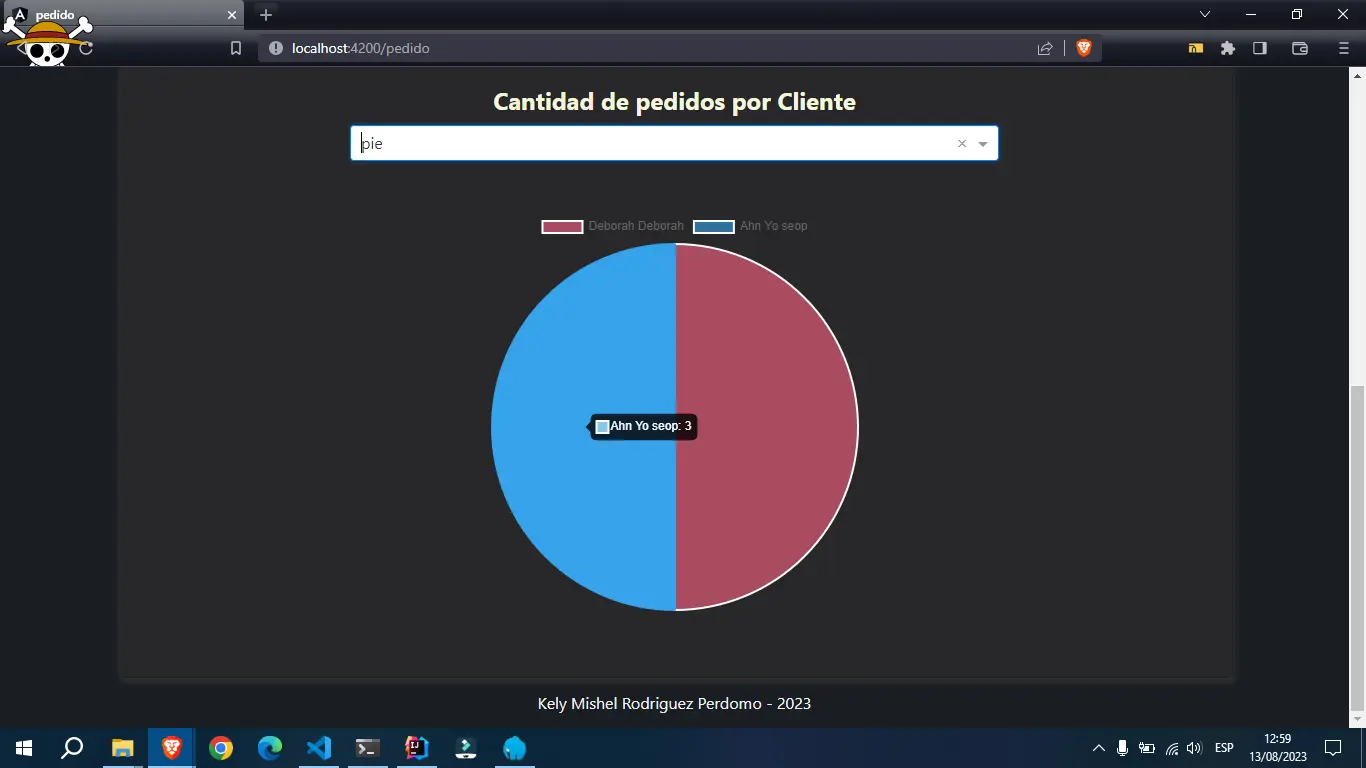 pedido
localhost:4200/pedido
Cantidad de pedidos por Cliente
pie
Deborah Deborah
Ahn Yo seop
Ahn Yo seop: 3
Kely Mishel Rodriguez Perdomo - 2023
ESP
12:59
13/08/2023